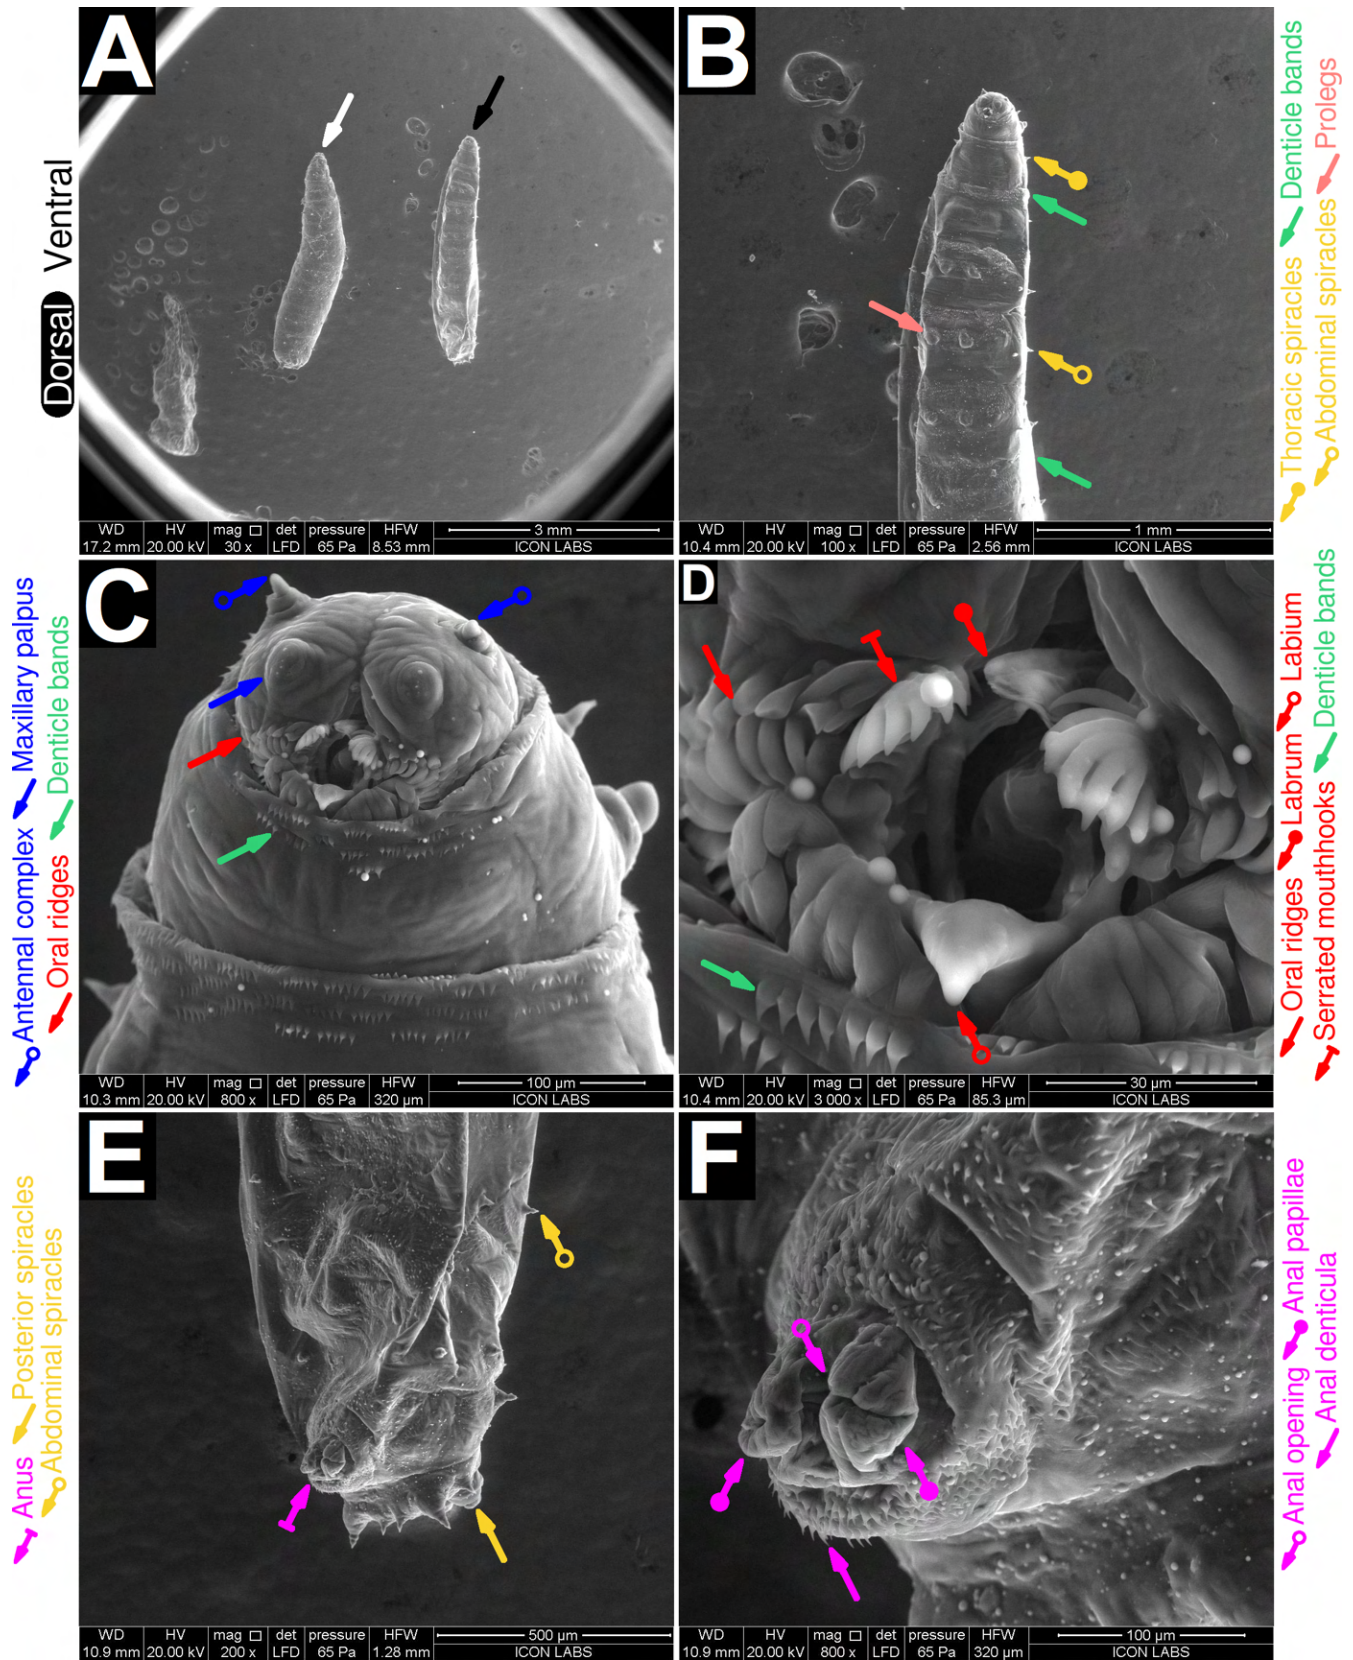 A
B
Dorsal Ventral
Denticle bands
Prolegs
Thoracic spiracles
Abdominal spiracles
WD HV mag det pressure HFW 3 mm
17.2 mm 20.00 kV 30 x LFD 65 Pa 8.53 mm ICON LABS
WD HV mag det pressure HFW 1 mm
10.4 mm 20.00 kV 100 x LFD 65 Pa 2.56 mm ICON LABS
C
D
Antennal complex Maxillary palpus
Oral ridges Denticle bands
Oral ridges Labrum Labium
Serrated mouthhooks Denticle bands
WD HV mag det pressure HFW 100 µm
10.3 mm 20.00 kV 800 x LFD 65 Pa 320 µm ICON LABS
WD HV mag det pressure HFW 30 µm
10.4 mm 20.00 kV 3 000 x LFD 65 Pa 85.3 µm ICON LABS
E
F
Anus Posterior spiracles
Abdominal spiracles
Anal opening Anal papillae
Anal denticula
WD HV mag det pressure HFW 500 µm
10.9 mm 20.00 kV 200 x LFD 65 Pa 1.28 mm ICON LABS
WD HV mag det pressure HFW 100 µm
10.9 mm 20.00 kV 800 x LFD 65 Pa 320 µm ICON LABS